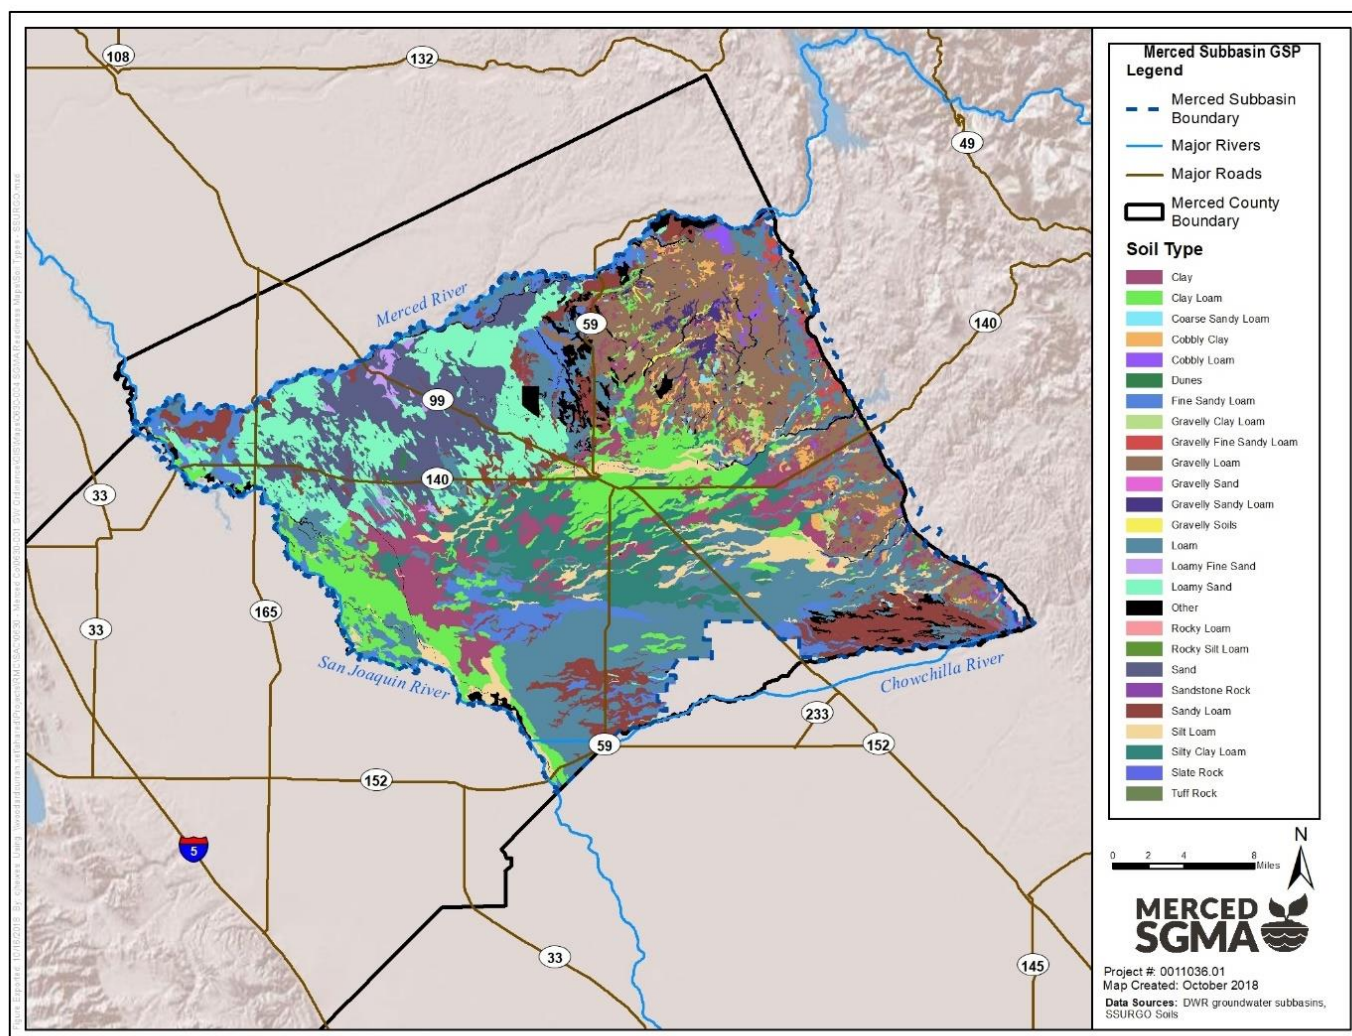 108
132
49
59
140
99
140
33
165
33
59
233
152
152
5
33
145
Merced River
San Joaquin River
Chowchilla River
Merced Subbasin GSP
Legend
Merced Subbasin
Boundary
Major Rivers
Major Roads
Merced County
Boundary
Soil Type
Clay
Clay Loam
Coarse Sandy Loam
Cobbly Clay
Cobbly Loam
Dunes
Fine Sandy Loam
Gravelly Clay Loam
Gravelly Fine Sandy Loam
Gravelly Loam
Gravelly Sand
Gravelly Sandy Loam
Gravelly Soils
Loam
Loamy Fine Sand
Loamy Sand
Other
Rocky Loam
Rocky Silt Loam
Sand
Sandstone Rock
Sandy Loam
Silt Loam
Silty Clay Loam
Slate Rock
Tuff Rock
N
0 2 4 8
Miles
MERCED
SGMA
Project #: 0011036.01
Map Created: October 2018
Data Sources: DWR groundwater subbasins,
SSURGO Soils